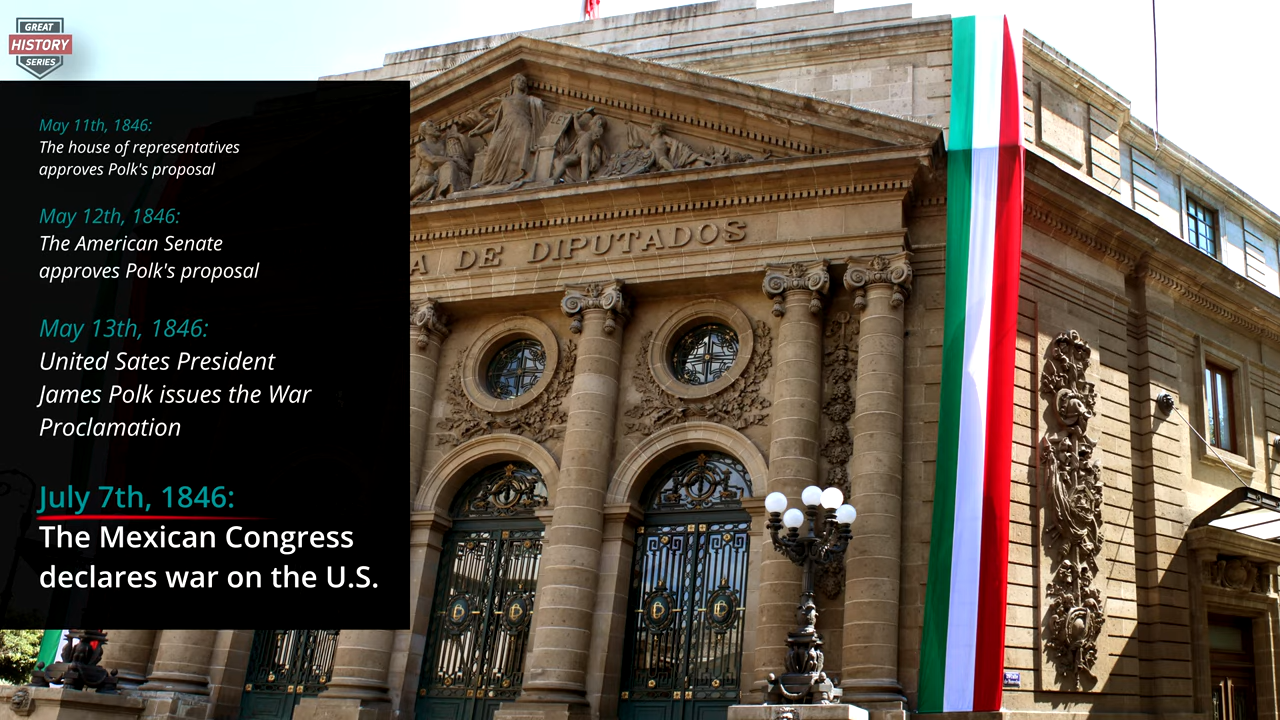 GREAT
HISTORY
SERIES
May 11th, 1846:
The house of representatives
approves Polk's proposal
May 12th, 1846:
The American Senate
approves Polk's proposal
May 13th, 1846:
United Sates President
James Polk issues the War
Proclamation
July 7th, 1846:
The Mexican Congress
declares war on the U.S.
A DE DIPUTADOS